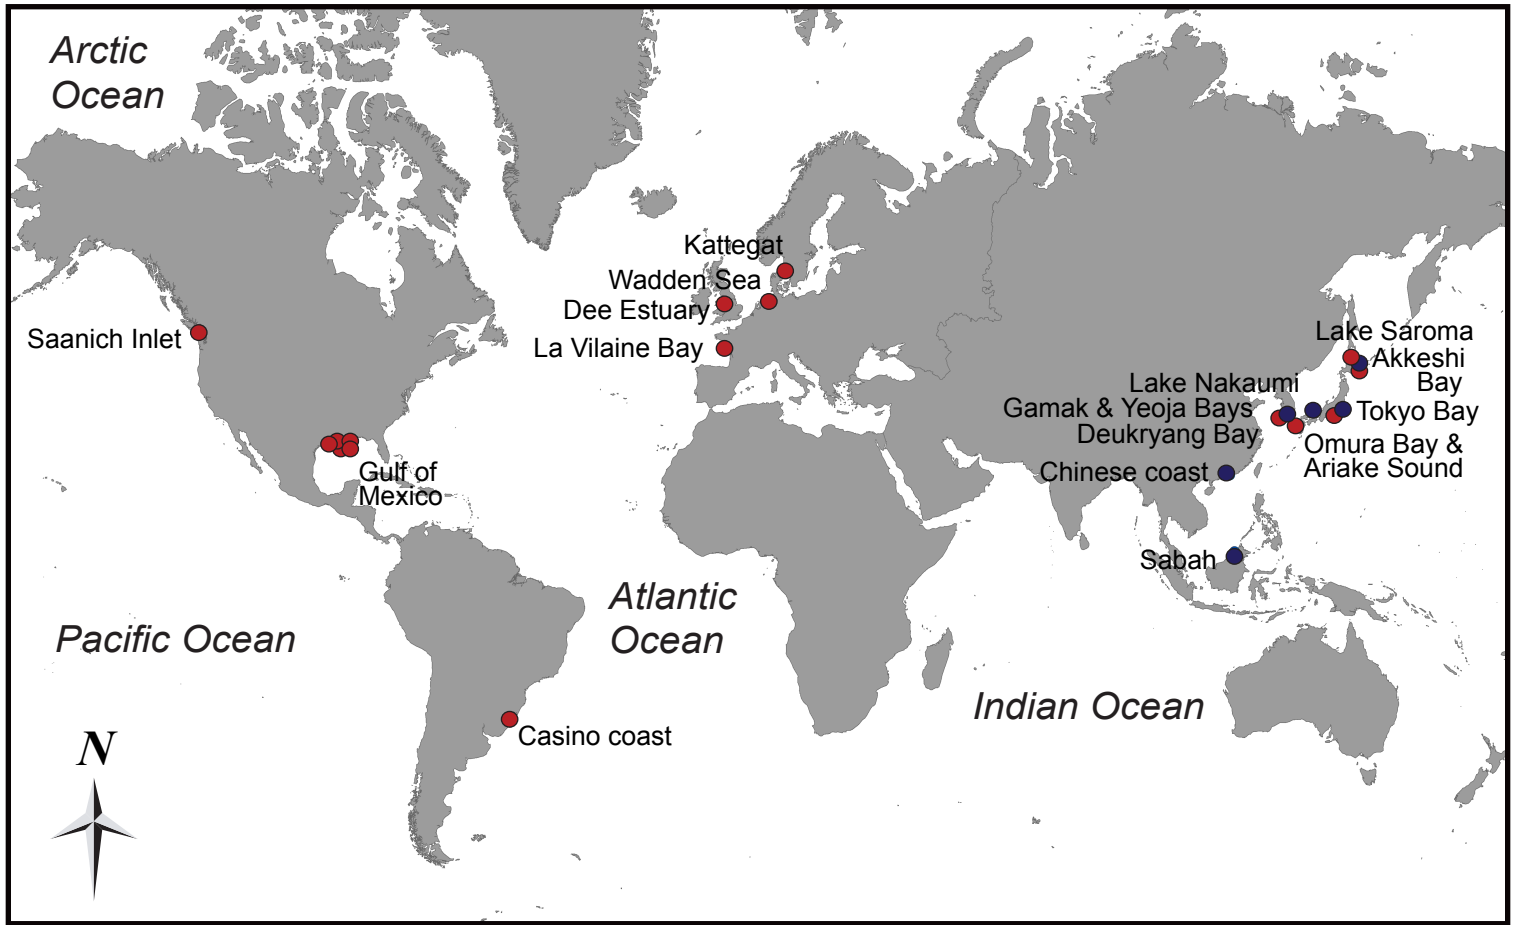 Arctic
Ocean
Kattegat
Wadden Sea
Dee Estuary
La Vilaine Bay
Saanich Inlet
Lake Saroma
Akkeshi
Bay
Lake Nakaumi
Gamak & Yeoja Bays
Tokyo Bay
Deukryang Bay
Omura Bay &
Ariake Sound
Chinese coast
Gulf of
Mexico
Sabah
Atlantic
Ocean
Pacific Ocean
Indian Ocean
Casino coast
N